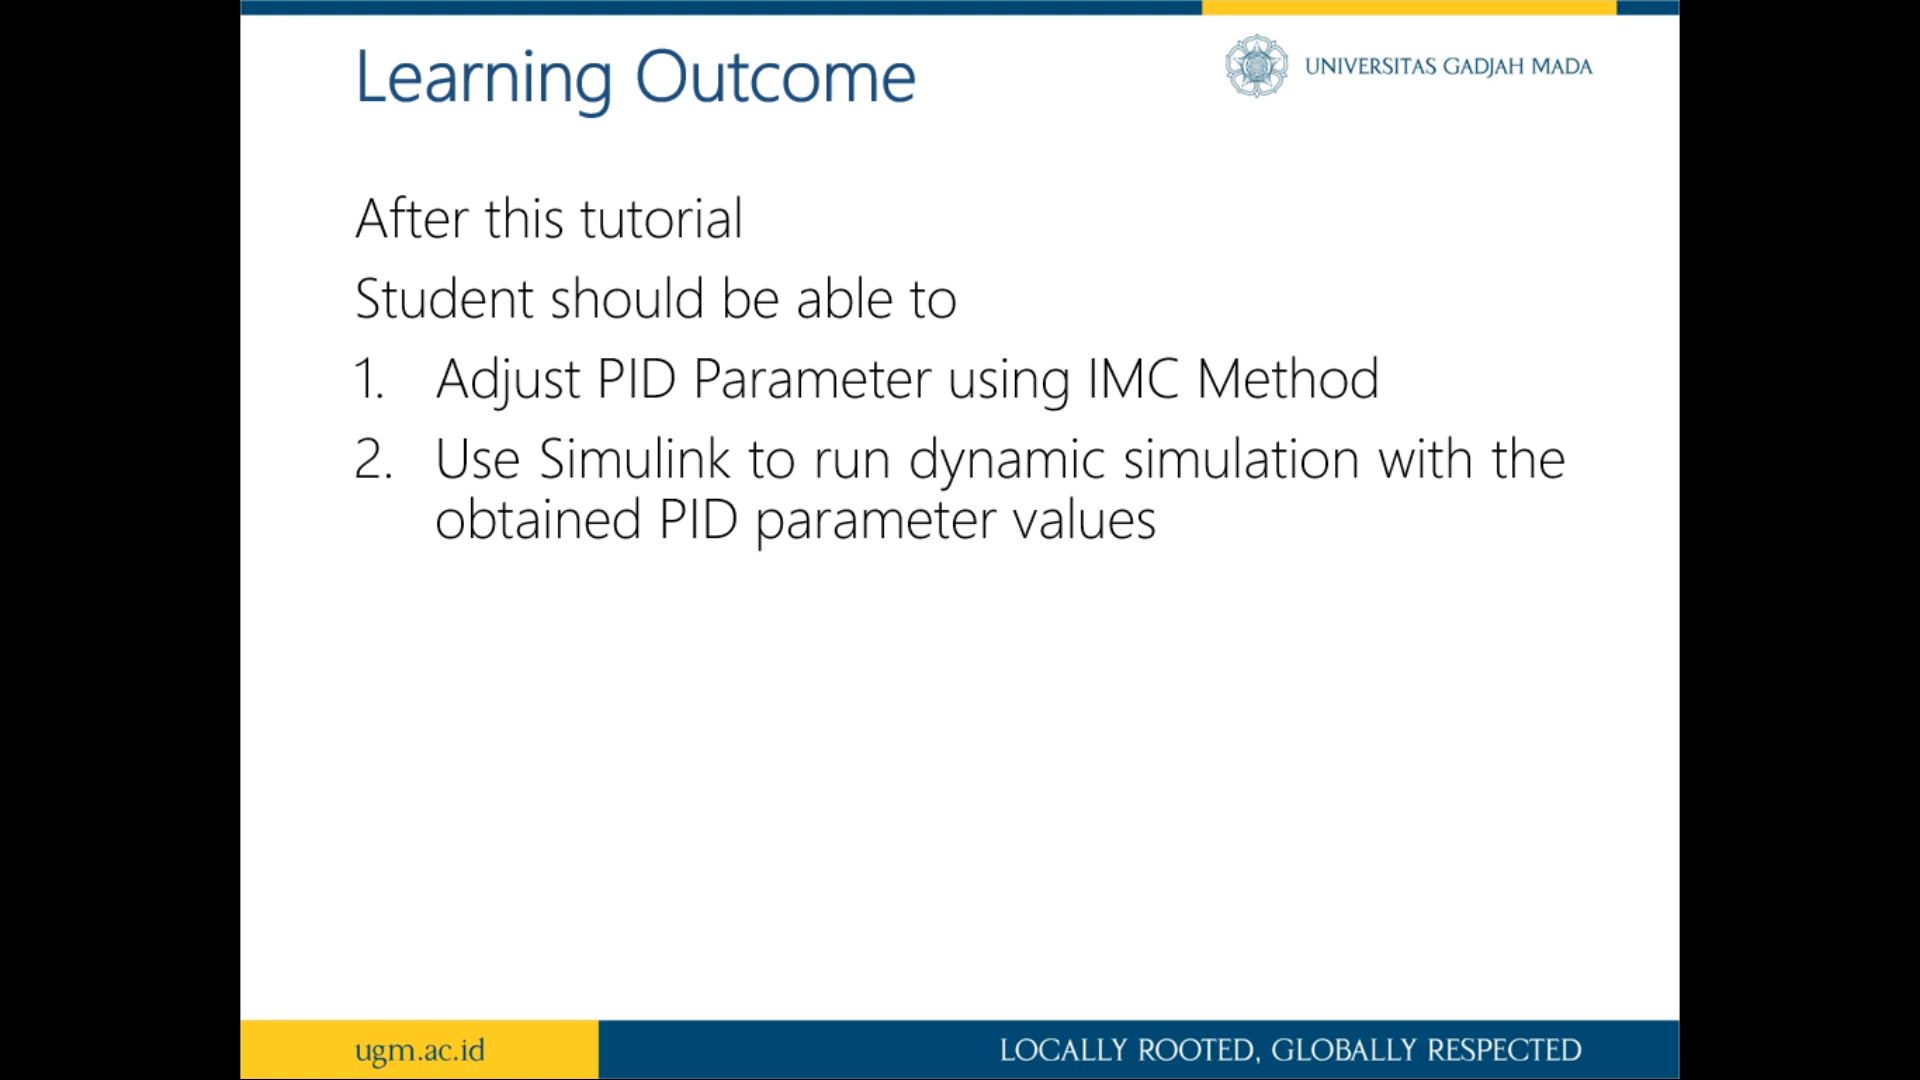 Learning Outcome
UNIVERSITAS GADJAH MADA
After this tutorial
Student should be able to
1. Adjust PID Parameter using IMC Method
2. Use Simulink to run dynamic simulation with the
obtained PID parameter values
ugm.ac.id
LOCALLY ROOTED, GLOBALLY RESPECTED